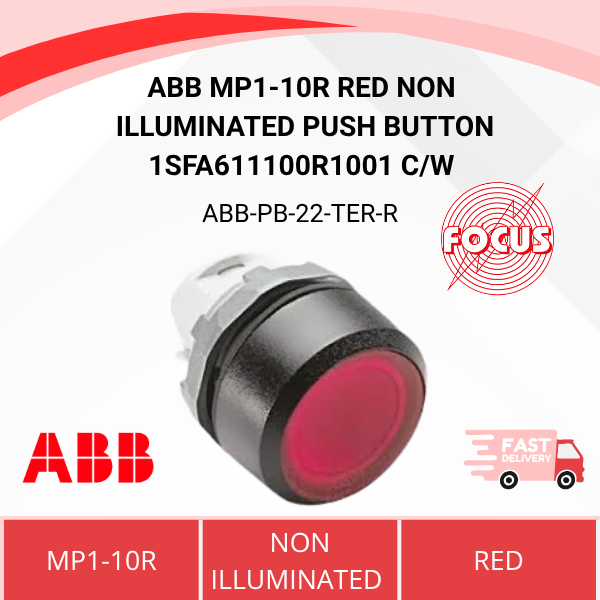 ABB MP1-10R RED NON
ILLUMINATED PUSH BUTTON
1SFA611100R1001 C/W
ABB-PB-22-TER-R
FOCUS
ABB
FAST
DELIVERY
MP1-10R
NON
ILLUMINATED
RED